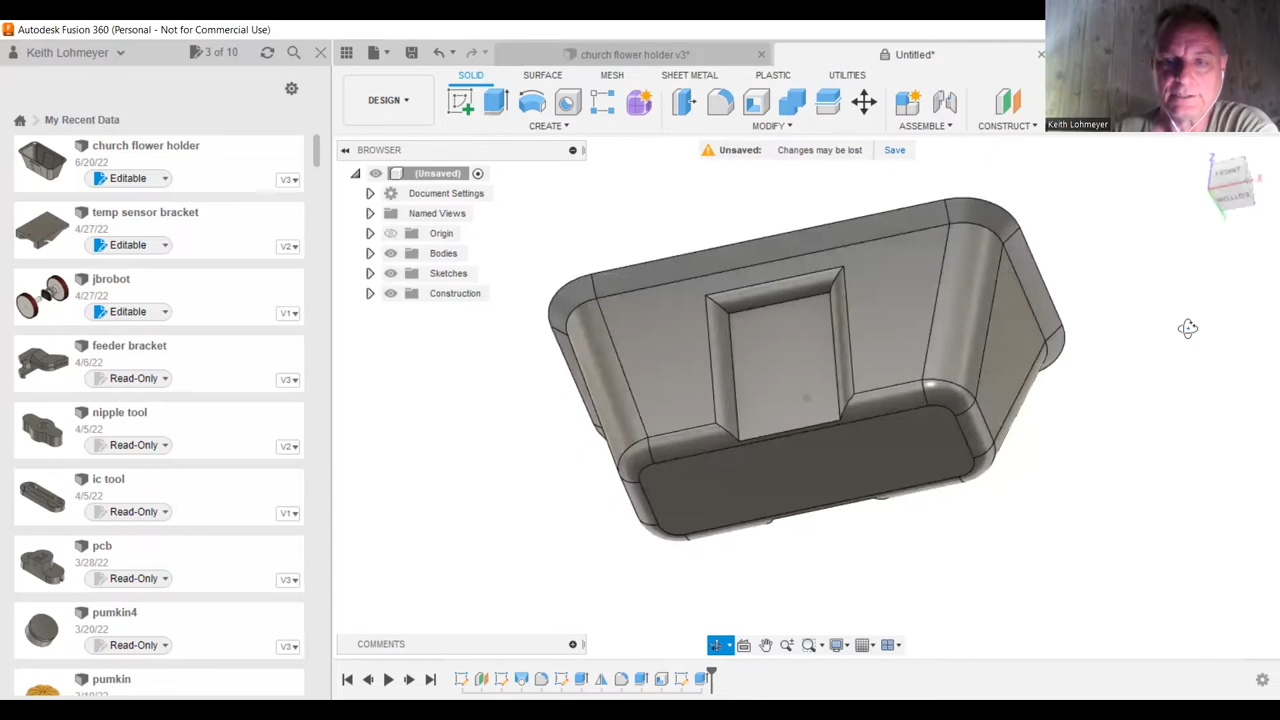 Autodesk Fusion 360 (Personal - Not for Commercial Use)
Keith Lohmeyer
3 of 10
church flower holder v3*
Untitled*
Keith Lohmeyer
DESIGN
SOLID
SURFACE
MESH
SHEET METAL
PLASTIC
UTILITIES
CREATE
MODIFY
ASSEMBLE
CONSTRUCT
My Recent Data
church flower holder
6/20/22
Editable
V3
temp sensor bracket
4/27/22
Editable
V2
jbrobot
4/27/22
Editable
V1
feeder bracket
4/6/22
Read-Only
V3
nipple tool
4/5/22
Read-Only
V2
ic tool
4/5/22
Read-Only
V1
pcb
3/28/22
Read-Only
V3
pumkin4
3/20/22
Read-Only
V3
pumkin
BROWSER
Unsaved: Changes may be lost
Save
(Unsaved)
Document Settings
Named Views
Origin
Bodies
Sketches
Construction
Z
X
FRONT
BOTTOM
COMMENTS